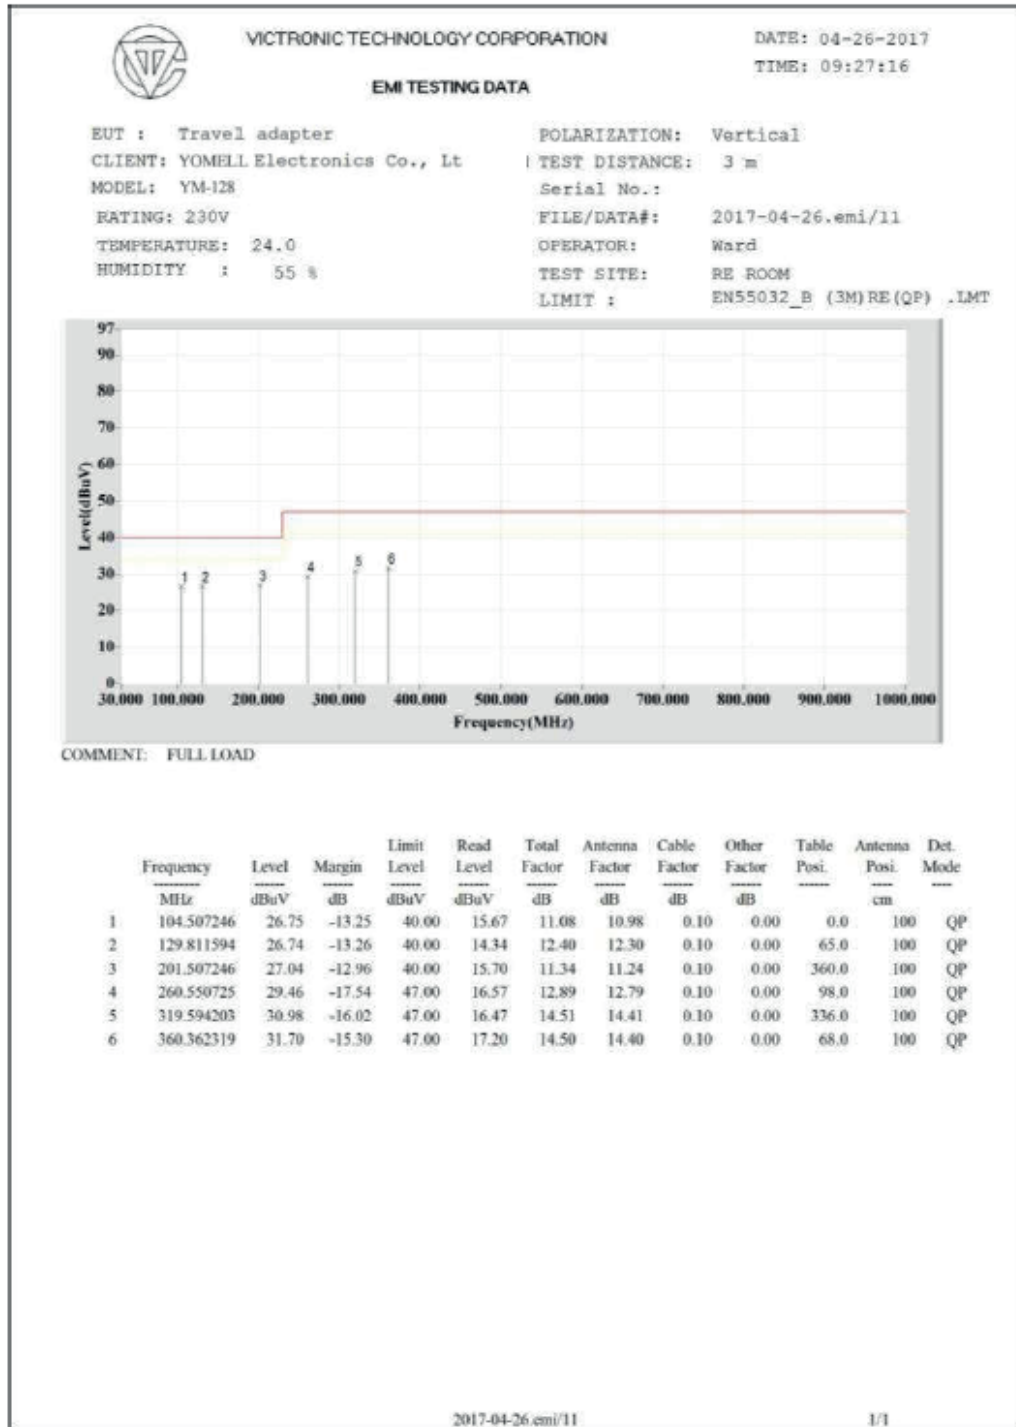 VICTRONIC TECHNOLOGY CORPORATION
DATE: 04-26-2017
TIME: 09:27:16
EMI TESTING DATA
EUT : Travel adapter
POLARIZATION: Vertical
CLIENT: YOMELL Electronics Co., Lt
TEST DISTANCE: 3 m
MODEL: YM-128
Serial No.:
RATING: 230V
FILE/DATA#: 2017-04-26.emi/11
TEMPERATURE: 24.0
OPERATOR: Ward
HUMIDITY : 55 %
TEST SITE: RE ROOM
LIMIT : EN55032_B (3M)RE(QP) .LMT
97
90
80
70
60
50
40
30
20
10
0
Level(dBuV)
1 2 3 4 5 6
30.000 100.000 200.000 300.000 400.000 500.000 600.000 700.000 800.000 900.000 1000.000
Frequency(MHz)
COMMENT: FULL LOAD
Limit Read Total Antenna Cable Other Table Antenna Det.
Frequency Level Margin Level Level Factor Factor Factor Factor Posi. Posi. Mode
MHz dBuV dB dBuV dBuV dB dB dB dB cm
1 104.507246 26.75 -13.25 40.00 15.67 11.08 10.98 0.10 0.00 0.0 100 QP
2 129.811594 26.74 -13.26 40.00 14.34 12.40 12.30 0.10 0.00 65.0 100 QP
3 201.507246 27.04 -12.96 40.00 15.70 11.34 11.24 0.10 0.00 360.0 100 QP
4 260.550725 29.46 -17.54 47.00 16.57 12.89 12.79 0.10 0.00 98.0 100 QP
5 319.594203 30.98 -16.02 47.00 16.47 14.51 14.41 0.10 0.00 336.0 100 QP
6 360.362319 31.70 -15.30 47.00 17.20 14.50 14.40 0.10 0.00 68.0 100 QP
2017-04-26.emi/11
1/1